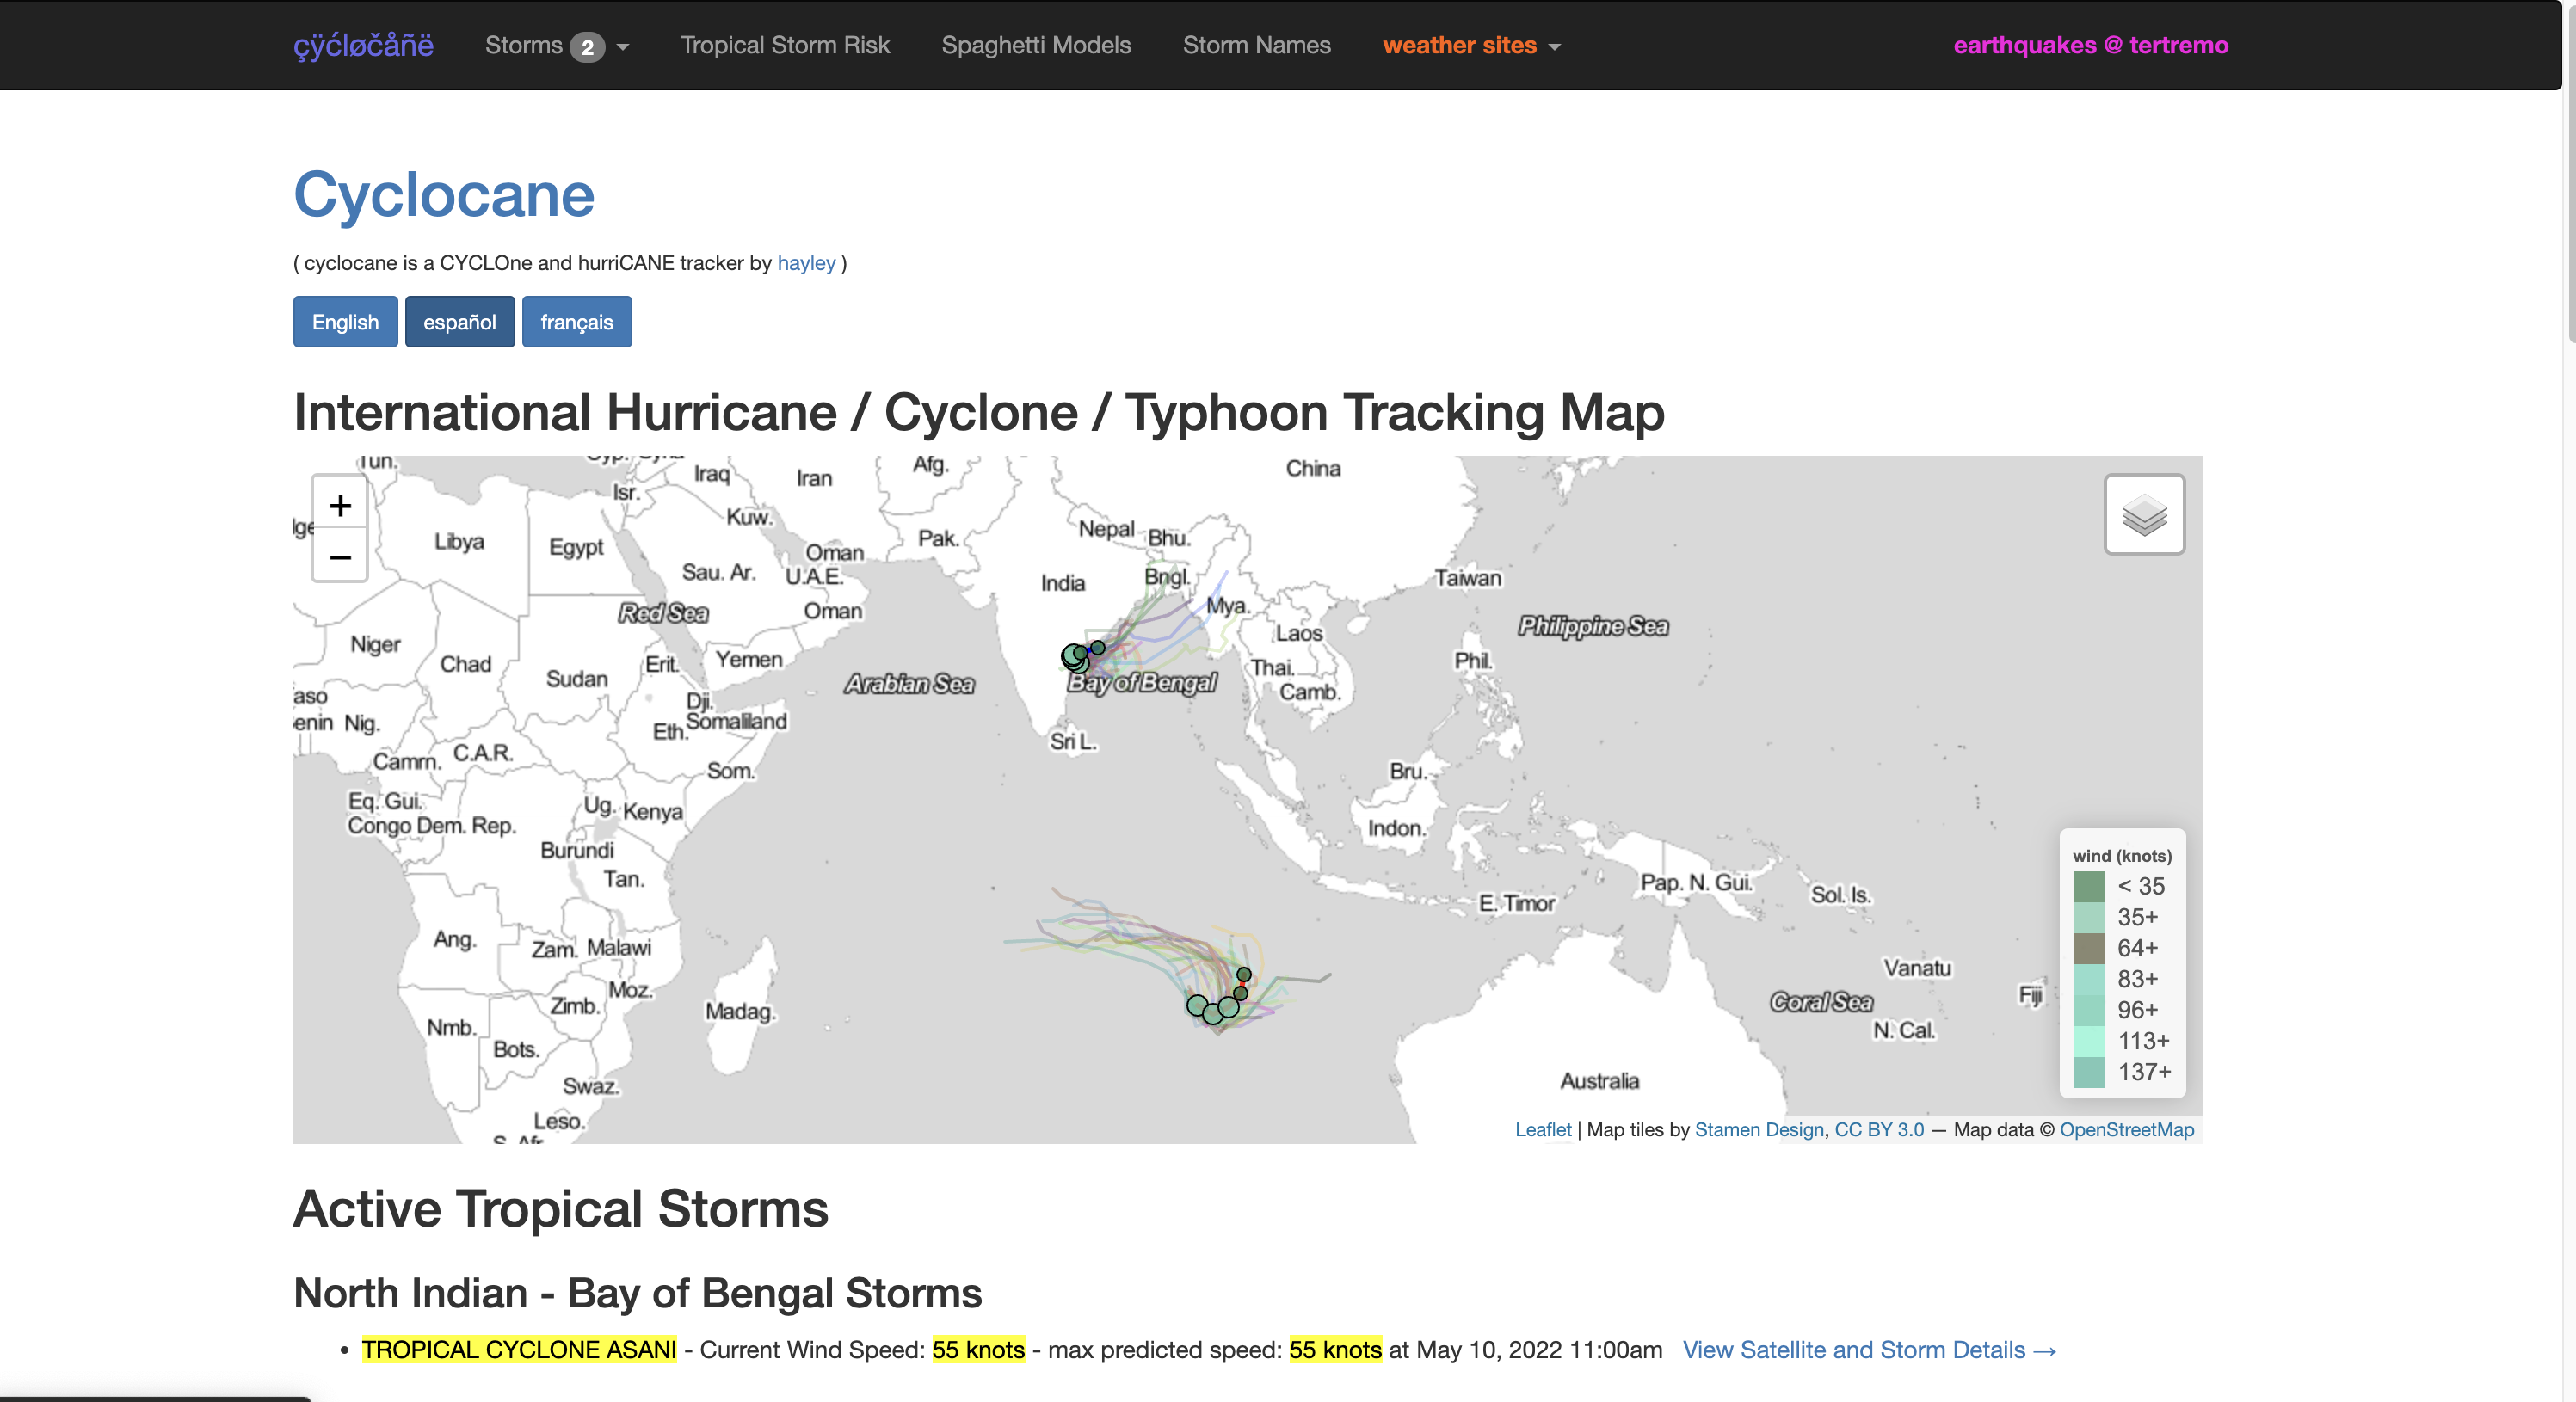 çÿćløčåñë Storms 2 Tropical Storm Risk Spaghetti Models Storm Names weather sites earthquakes @ tertremo
Cyclocane
( cyclocane is a CYCLOne and hurriCANE tracker by hayley )
English español français
International Hurricane / Cyclone / Typhoon Tracking Map
Tun.
Isr.
Iraq
Iran
Afg.
China
+
−
Libya
Egypt
Kuw.
Oman
Pak.
Nepal
Bhu.
Sau. Ar.
U.A.E.
India
Bngl.
Taiwan
Red Sea
Oman
Mya.
Philippine Sea
Niger
Chad
Sudan
Erit.
Yemen
Laos
Thai.
Phil.
Arabian Sea
Bay of Bengal
Camb.
aso
enin
Nig.
Dji.
Somaliland
Eth.
Sri L.
Camrn.
C.A.R.
Som.
Bru.
Eq. Gui.
Ug.
Kenya
Congo Dem. Rep.
Indon.
Burundi
Tan.
Pap. N. Gui.
Sol. Is.
E. Timor
Ang.
Zam.
Malawi
Vanatu
Moz.
Zimb.
Madag.
Coral Sea
Fiji
Nmb.
Bots.
N. Cal.
Swaz.
Australia
Leso.
S. Afr.
wind (knots)
< 35
35+
64+
83+
96+
113+
137+
Leaflet | Map tiles by Stamen Design, CC BY 3.0 — Map data © OpenStreetMap
Active Tropical Storms
North Indian - Bay of Bengal Storms
• TROPICAL CYCLONE ASANI - Current Wind Speed: 55 knots - max predicted speed: 55 knots at May 10, 2022 11:00am View Satellite and Storm Details →